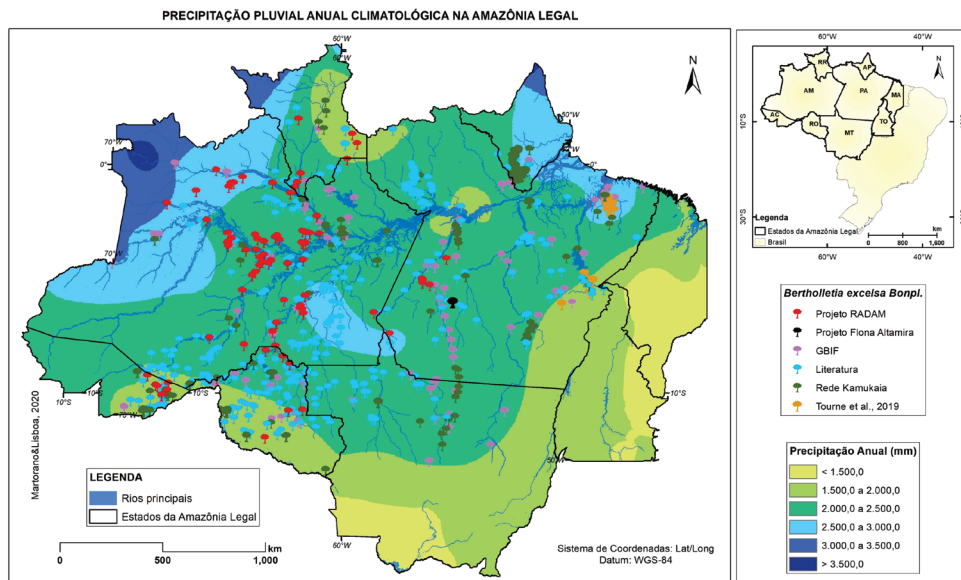 PRECIPITAÇÃO PLUVIAL ANUAL CLIMATOLÓGICA NA AMAZÔNIA LEGAL
60°W
60°W
N
70°W
0°
50°W
0°
70°W
10°S
10°S
70°W
10°S
10°S
50°W
60°W
Martorano&Lisboa, 2020
LEGENDA
Rios principais
Estados da Amazônia Legal
km
0 500 1,000
Sistema de Coordenadas: Lat/Long
Datum: WGS-84
60°W 40°W
N
RR AP
AM PA MA
AC RO TO
MT
10°S
30°S
60°W 40°W
Legenda
Estados da Amazônia Legal
Brasil
km
0 800 1,600
Bertholletia excelsa Bonpl.
Projeto RADAM
Projeto Flona Altamira
GBIF
Literatura
Rede Kamukaia
Tourne et al., 2019
Precipitação Anual (mm)
< 1.500,0
1.500,0 a 2.000,0
2.000,0 a 2.500,0
2.500,0 a 3.000,0
3.000,0 a 3.500,0
> 3.500,0